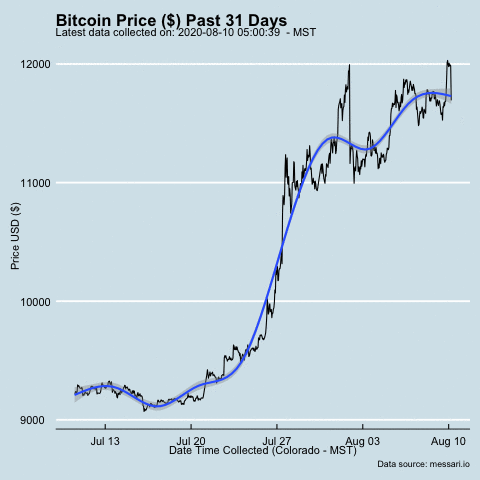 Bitcoin Price ($) Past 31 Days
Latest data collected on: 2020-08-10 05:00:39 - MST
12000
11000
10000
9000
Price USD ($)
Jul 13 Jul 20 Jul 27 Aug 03 Aug 10
Date Time Collected (Colorado - MST)
Data source: messari.io